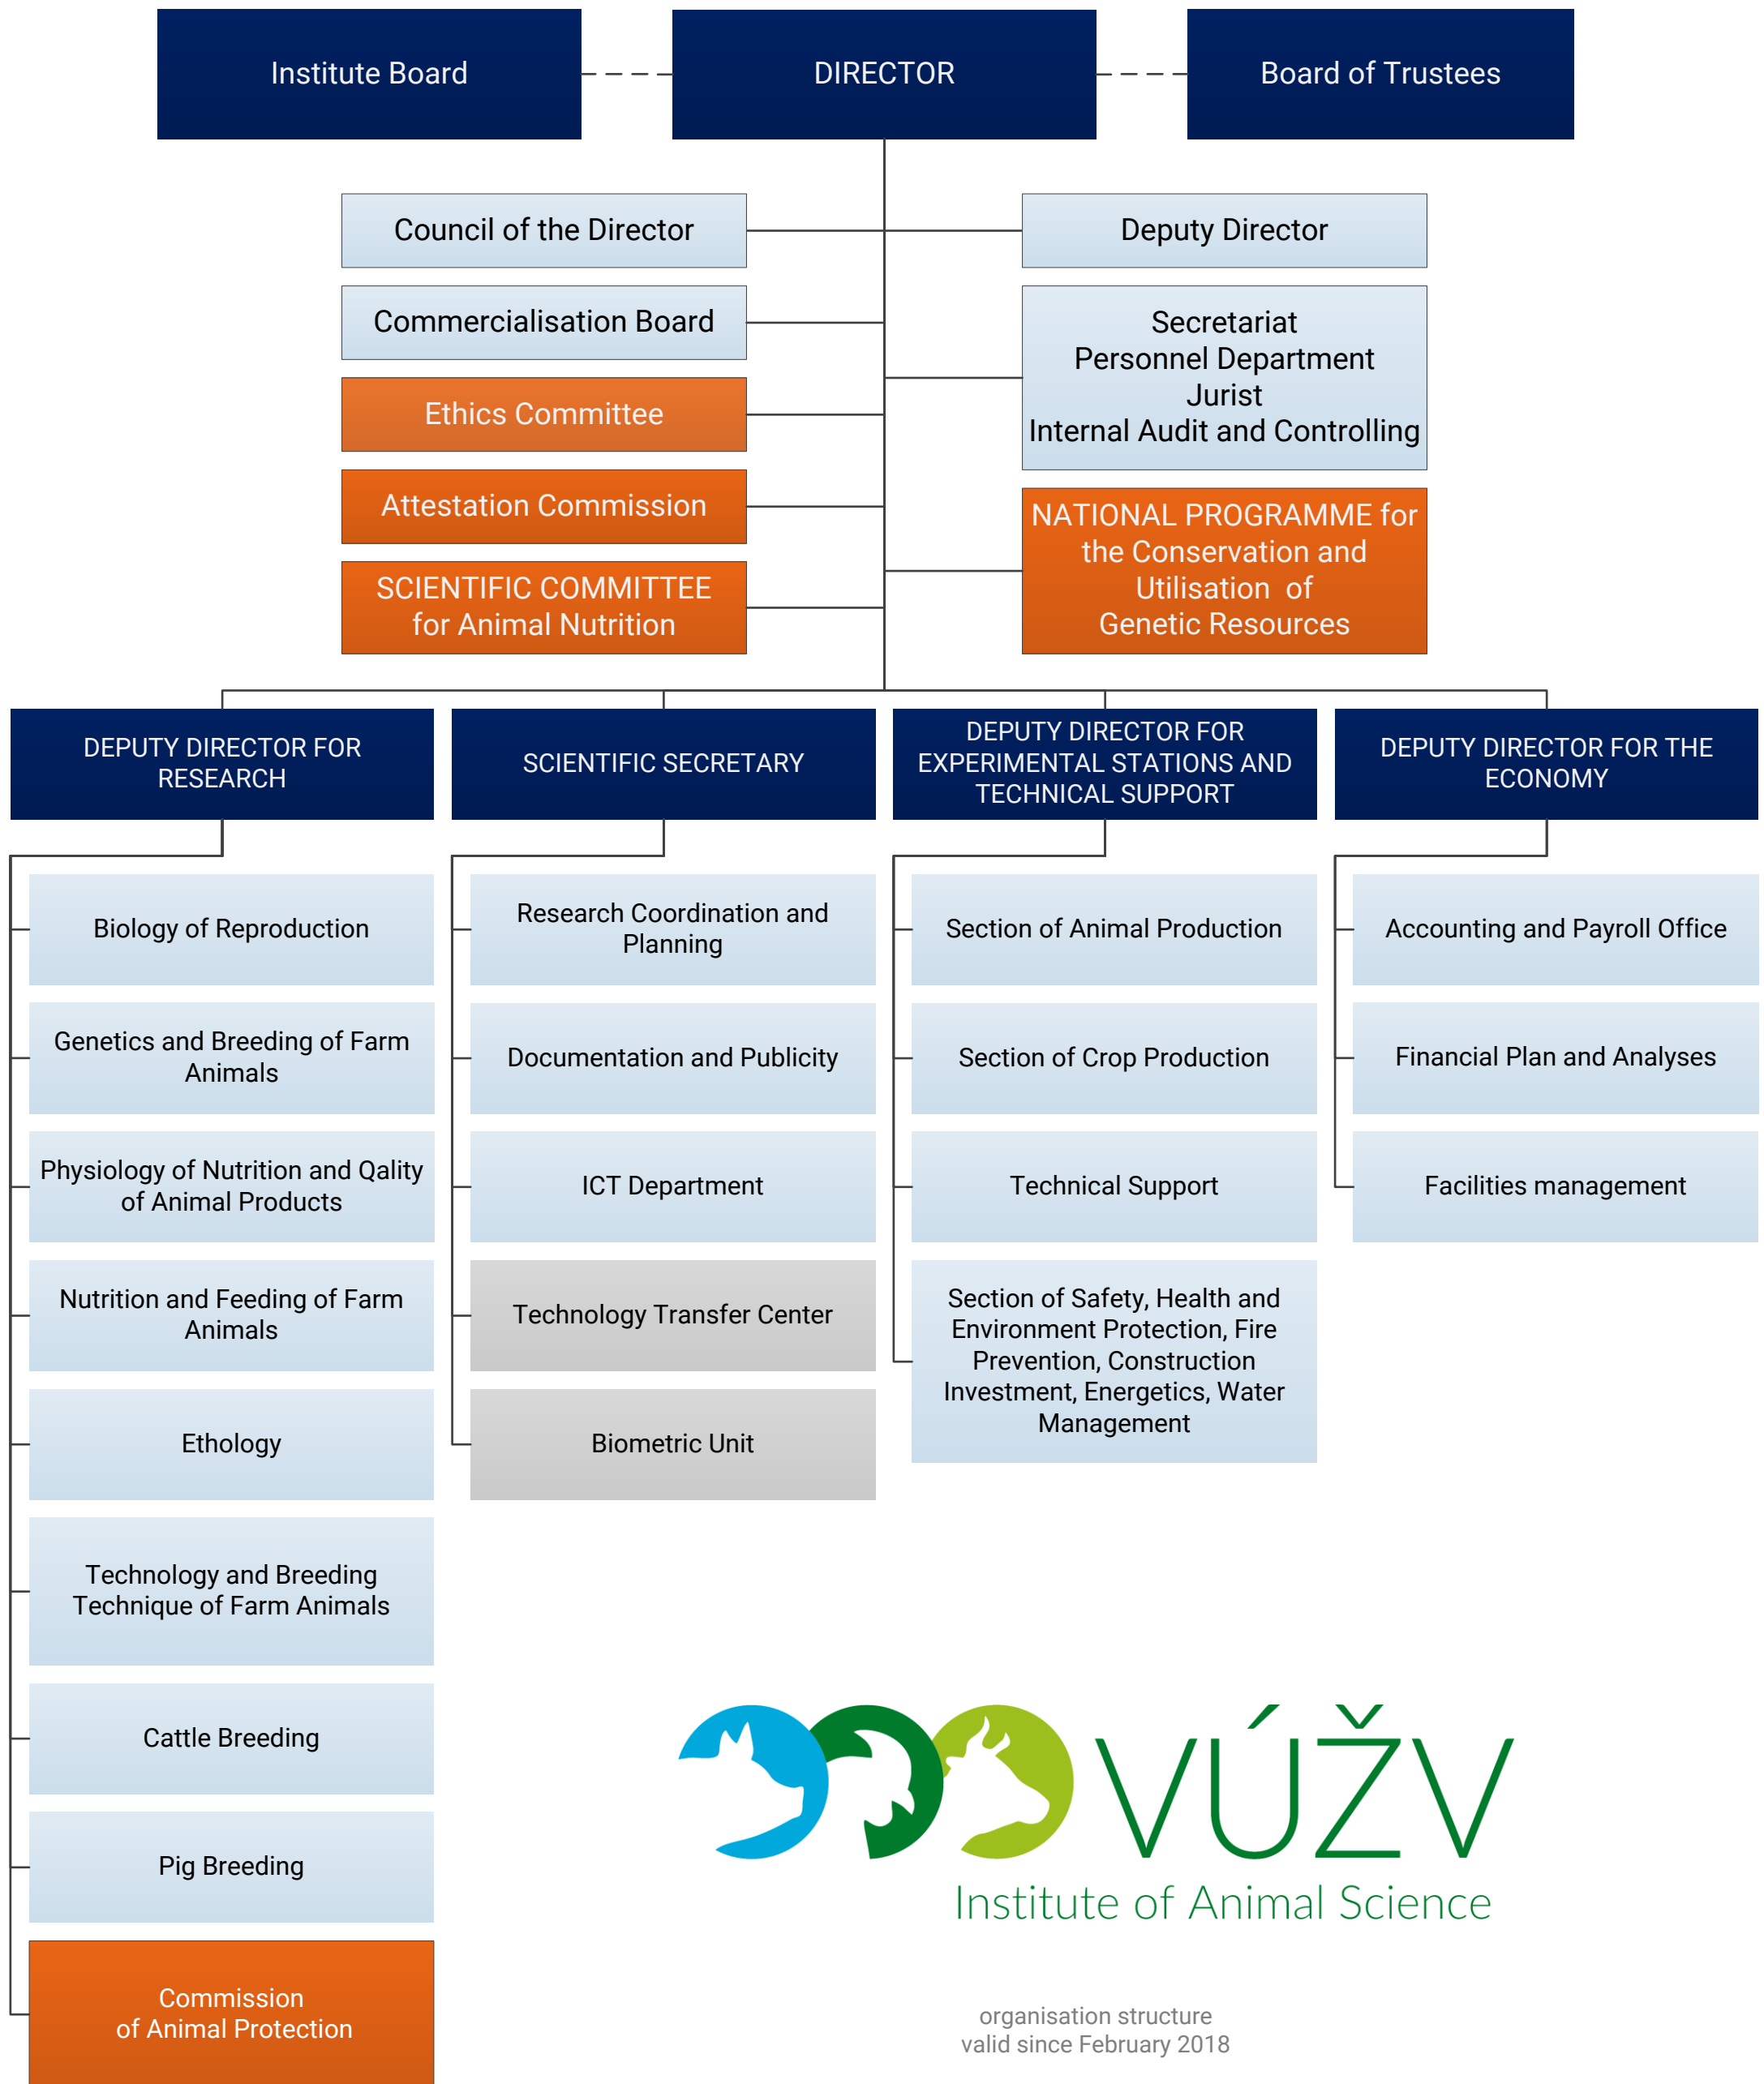 Institute Board
DIRECTOR
Board of Trustees
Council of the Director
Deputy Director
Commercialisation Board
Secretariat
Personnel Department
Jurist
Internal Audit and Controlling
Ethics Committee
Attestation Commission
NATIONAL PROGRAMME for
the Conservation and
Utilisation of
Genetic Resources
SCIENTIFIC COMMITTEE
for Animal Nutrition
DEPUTY DIRECTOR FOR
RESEARCH
SCIENTIFIC SECRETARY
DEPUTY DIRECTOR FOR
EXPERIMENTAL STATIONS AND
TECHNICAL SUPPORT
DEPUTY DIRECTOR FOR THE
ECONOMY
Biology of Reproduction
Genetics and Breeding of Farm
Animals
Physiology of Nutrition and Qality
of Animal Products
Nutrition and Feeding of Farm
Animals
Ethology
Technology and Breeding
Technique of Farm Animals
Cattle Breeding
Pig Breeding
Commission
of Animal Protection
Research Coordination and
Planning
Documentation and Publicity
ICT Department
Technology Transfer Center
Biometric Unit
Section of Animal Production
Section of Crop Production
Technical Support
Section of Safety, Health and
Environment Protection, Fire
Prevention, Construction
Investment, Energetics, Water
Management
Accounting and Payroll Office
Financial Plan and Analyses
Facilities management
VÚŽV
Institute of Animal Science
organisation structure
valid since February 2018